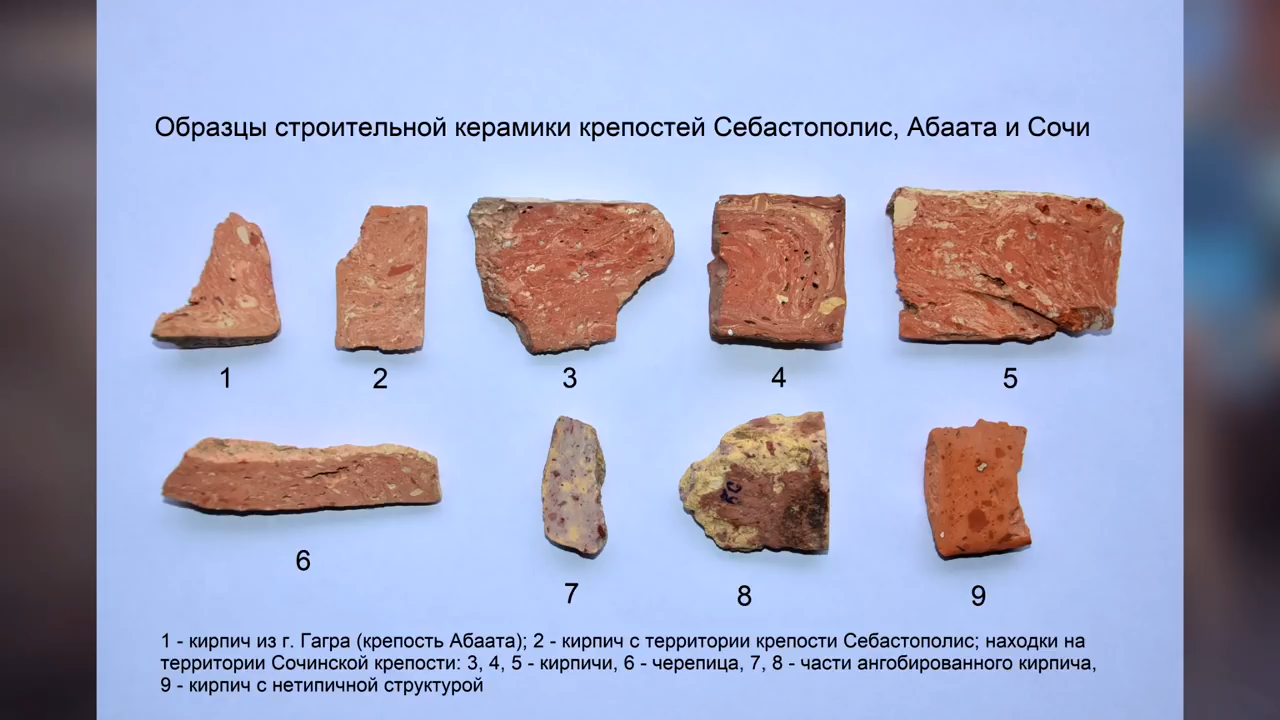 Образцы строительной керамики крепостей Себастополис, Абаата и Сочи
1 2 3 4 5
6 7 8 9
1 - кирпич из г. Гагра (крепость Абаата); 2 - кирпич с территории крепости Себастополис; находки на
территории Сочинской крепости: 3, 4, 5 - кирпичи, 6 - черепица, 7, 8 - части ангобированного кирпича,
9 - кирпич с нетипичной структурой